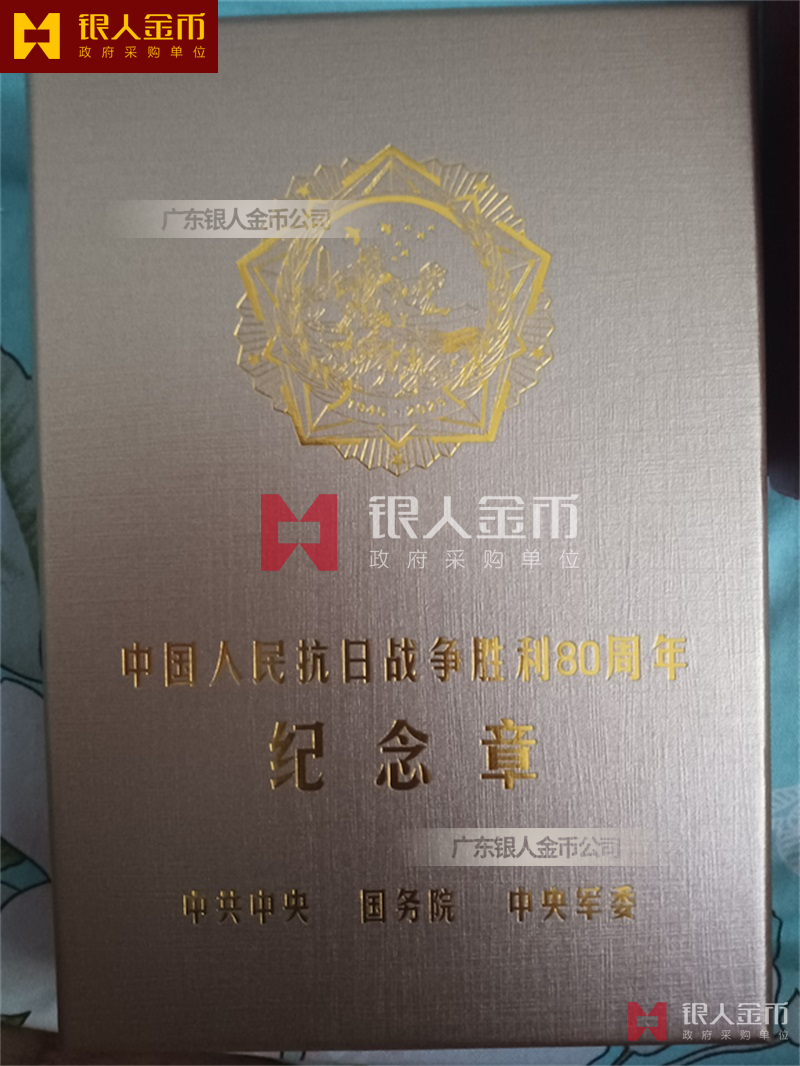 银人金币
政府采购单位
广东银人金币公司
1945-2025
银人金币
政府采购单位
中国人民抗日战争胜利80周年
纪念章
广东银人金币公司
中共中央 国务院 中央军委
银人金币
政府采购单位